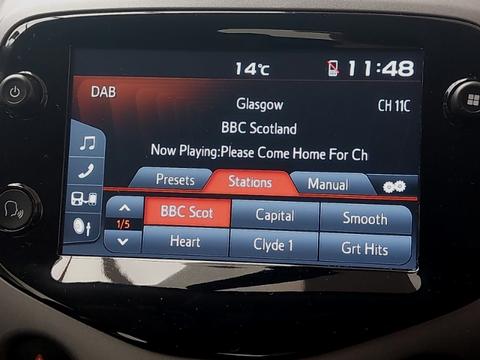 14°C 11:48
DAB
Glasgow CH 11C
BBC Scotland
Now Playing:Please Come Home For Ch
Presets Stations Manual
BBC Scot Capital Smooth
1/5
Heart Clyde 1 Grt Hits